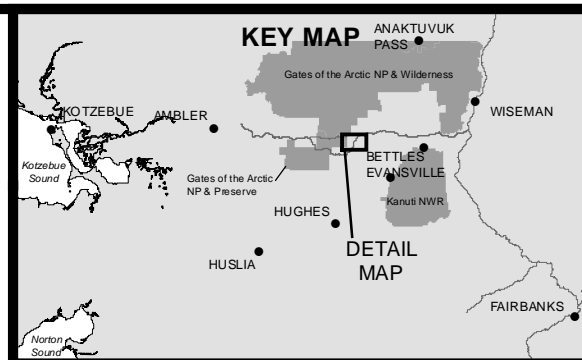 KEY MAP
ANAKTUVUK
PASS
Gates of the Arctic NP & Wilderness
KOTZEBUE
AMBLER
WISEMAN
Kotzebue
Sound
BETTLES
EVANSVILLE
Gates of the Arctic
NP & Preserve
Kanuti NWR
HUGHES
DETAIL
MAP
HUSLIA
FAIRBANKS
Norton
Sound